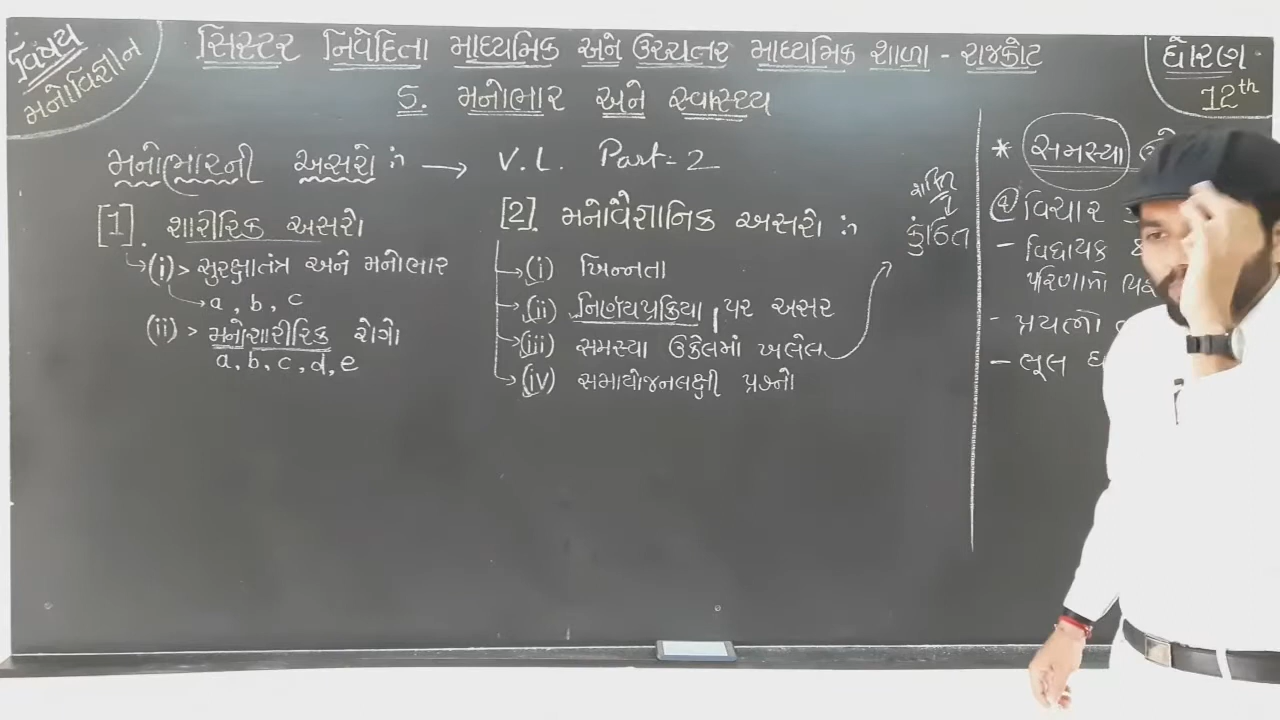 વિષય
મનોવિજ્ઞાન
સિસ્ટર નિવેદિતા માધ્યમિક અને ઉચ્ચતર માધ્યમિક શાળા - રાજકોટ
ધોરણ
12th
5. મનોભાર અને સ્વાસ્થ્ય
મનોભારની અસરો :- → V.L. Part-2
[1]. શારીરિક અસરો
(i) > સુરક્ષાતંત્ર અને મનોભાર
a, b, c
(ii) > મનોશારીરિક રોગો
a, b, c, d, e
[2]. મનોવૈજ્ઞાનિક અસરો :-
(i) ખિન્નતા
(ii) નિર્ણયપ્રક્રિયા પર અસર
(iii) સમસ્યા ઉકેલમાં ખલેલ
(iv) સમાયોજનલક્ષી પ્રશ્નો
કુંઠિત
* સમસ્યા
વિચાર
- વિધાયક
પરિણામો
- પ્રયત્નો
- ભૂલ